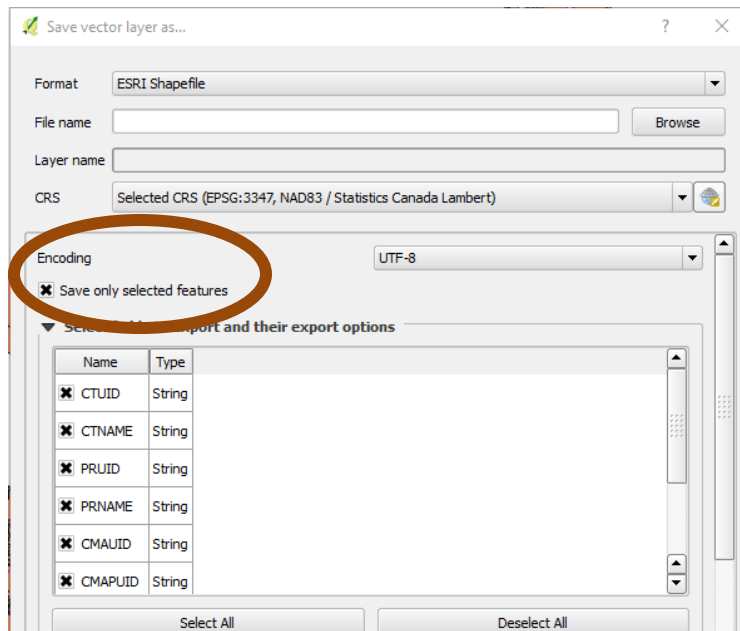 Save vector layer as... ?
Format ESRI Shapefile
File name Browse
Layer name
CRS Selected CRS (EPSG:3347, NAD83 / Statistics Canada Lambert)
Encoding UTF-8
Save only selected features
export and their export options
Name Type
CTUID String
CTNAME String
PRUID String
PRNAME String
CMAUID String
CMAPUID String
Select All Deselect All